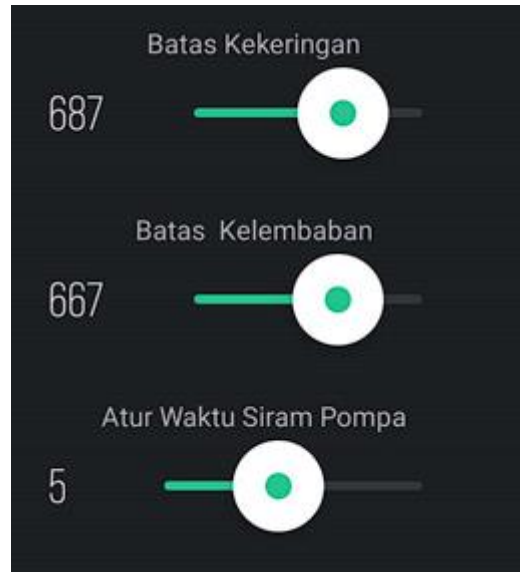 Batas Kekeringan
687
Batas Kelembaban
667
Atur Waktu Siram Pompa
5